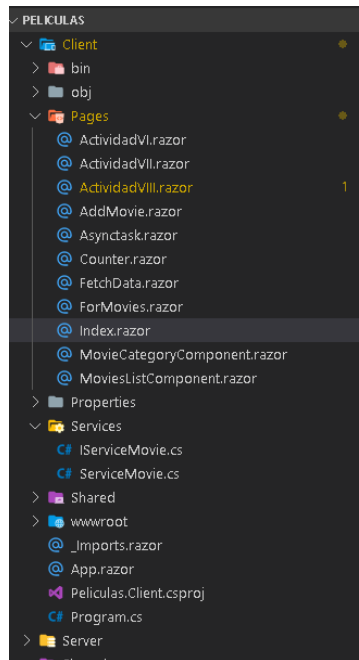 PELICULAS
Client
bin
obj
Pages
ActividadVI.razor
ActividadVII.razor
ActividadVIII.razor 1
AddMovie.razor
Asynctask.razor
Counter.razor
FetchData.razor
ForMovies.razor
Index.razor
MovieCategoryComponent.razor
MoviesListComponent.razor
Properties
Services
C# IServiceMovie.cs
C# ServiceMovie.cs
Shared
wwwroot
_Imports.razor
App.razor
Peliculas.Client.csproj
C# Program.cs
Server